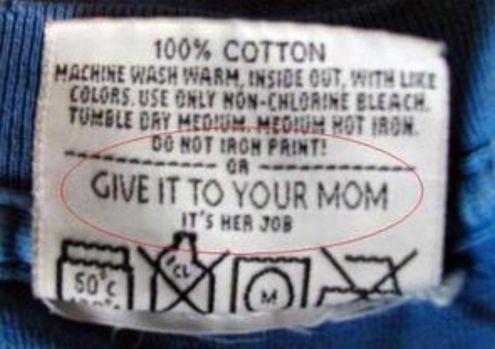 100% COTTON
MACHINE WASH WARM, INSIDE OUT, WITH LIKE
COLORS. USE ONLY NON-CHLORINE BLEACH.
TUMBLE DRY MEDIUM. MEDIUM HOT IRON.
DO NOT IRON PRINT!
OR
GIVE IT TO YOUR MOM
IT'S HER JOB
50°C CL M